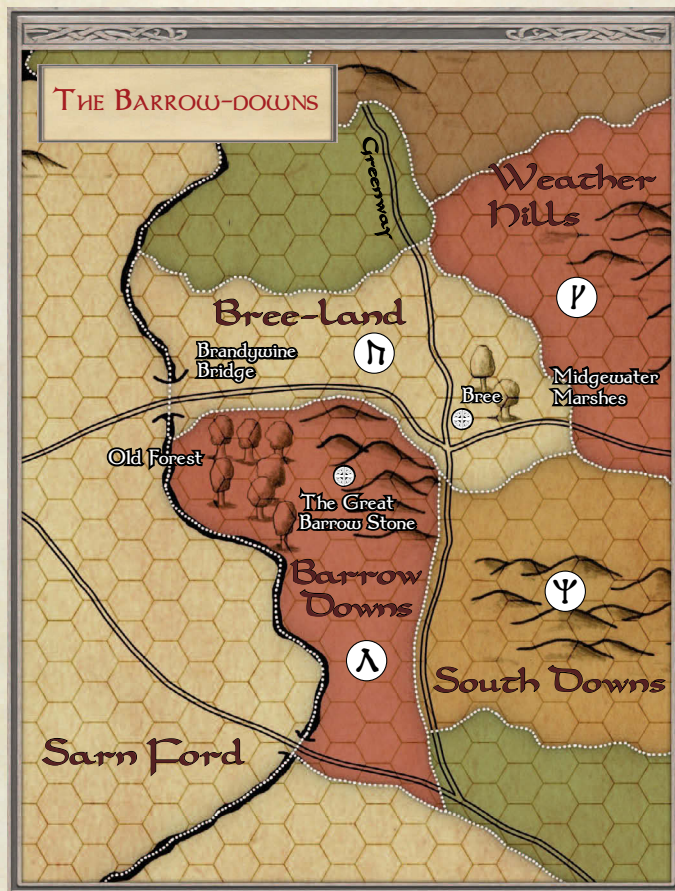 The Barrow-downs
Greenway
Weather
Hills
Bree-land
ᚴ
ᚢ
Brandywine
Bridge
Midgewater
Marshes
Bree
Old Forest
The Great
Barrow Stone
Barrow
Downs
South Downs
Sarn Ford